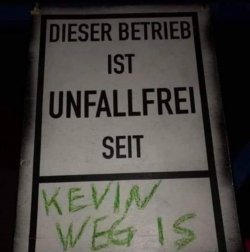 DIESER BETRIEB
IST
UNFALLFREI
SEIT
KEVIN
WEG IS